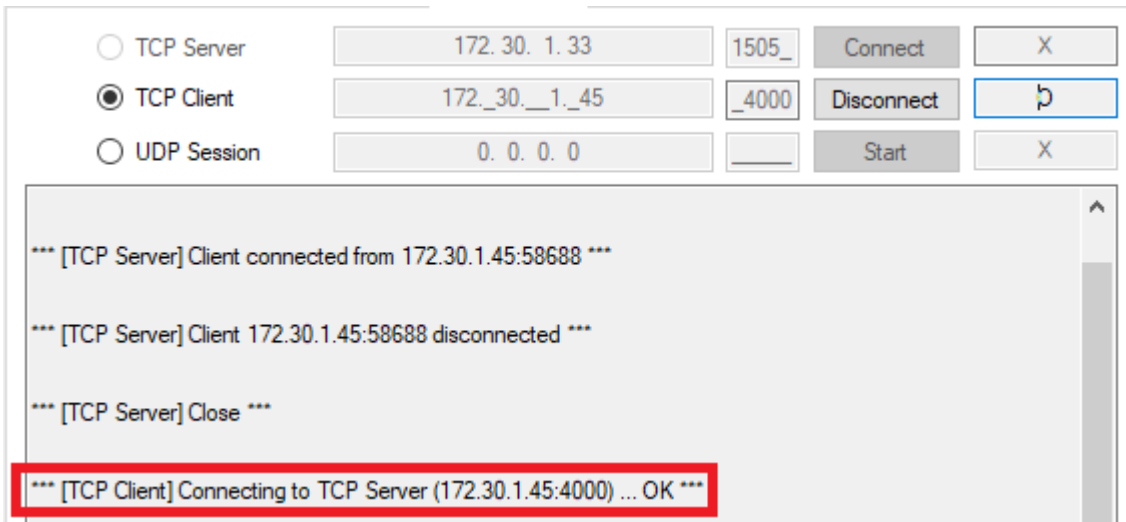 TCP Server 172. 30. 1. 33 1505_ Connect X
TCP Client 172._30.__1._45 _4000 Disconnect
UDP Session 0. 0. 0. 0 _____ Start X
*** [TCP Server] Client connected from 172.30.1.45:58688 ***
*** [TCP Server] Client 172.30.1.45:58688 disconnected ***
*** [TCP Server] Close ***
*** [TCP Client] Connecting to TCP Server (172.30.1.45:4000) ... OK ***